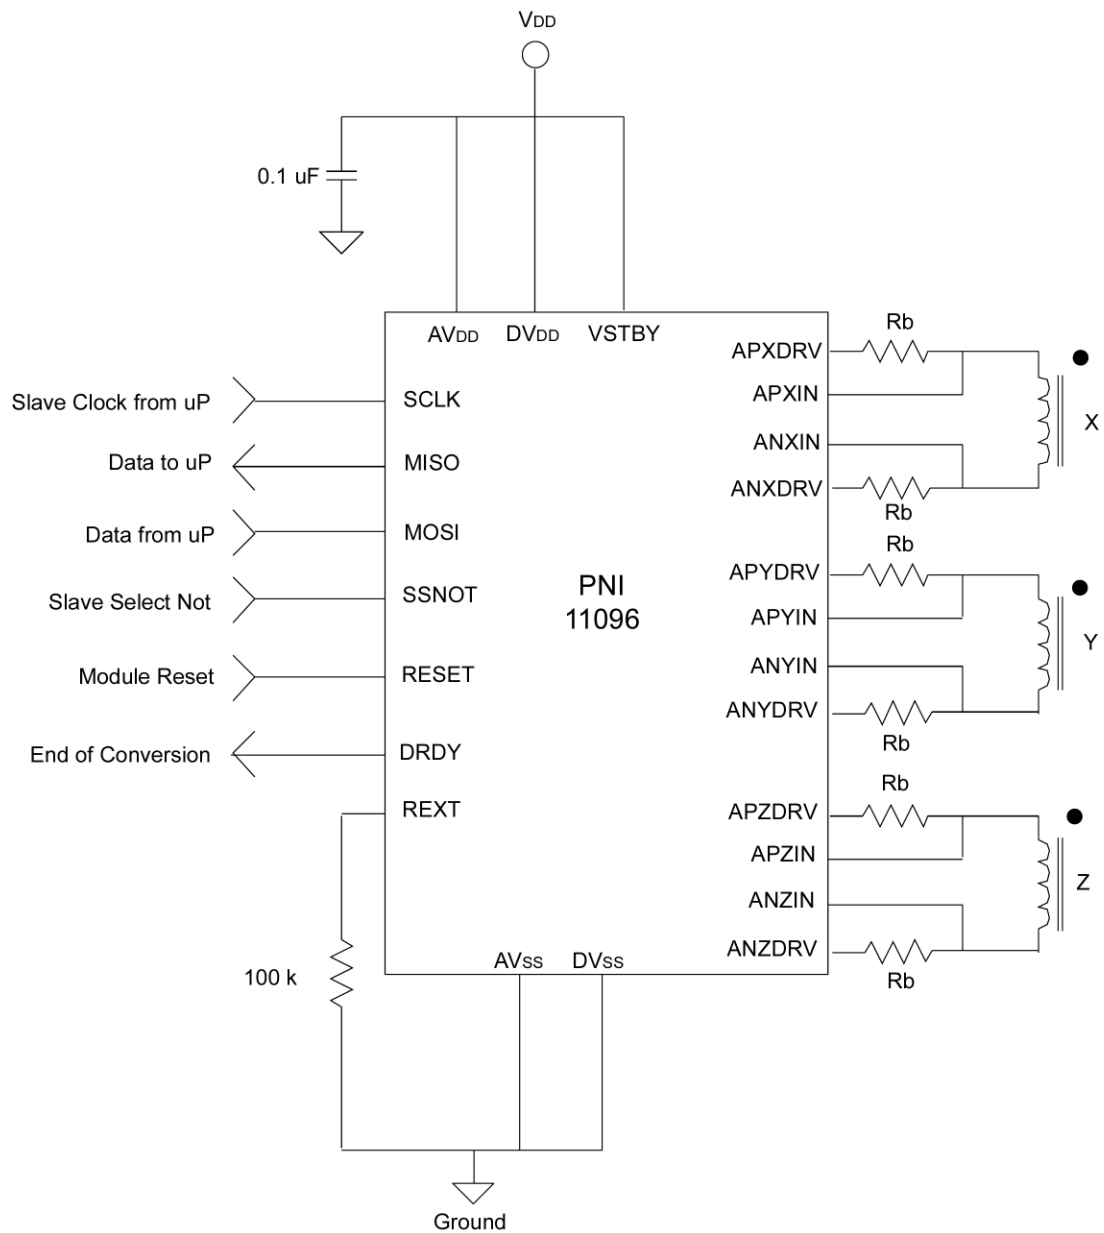 VDD
0.1 uF
AVDD DVDD VSTBY
Slave Clock from uP
SCLK
Data to uP
MISO
Data from uP
MOSI
Slave Select Not
SSNOT
Module Reset
RESET
End of Conversion
DRDY
REXT
100 k
PNI
11096
Rb
APXDRV
APXIN
ANXIN
ANXDRV
Rb
X
Rb
APYDRV
APYIN
ANYIN
ANYDRV
Rb
Y
Rb
APZDRV
APZIN
ANZIN
ANZDRV
Rb
Z
AVSS DVSS
Ground